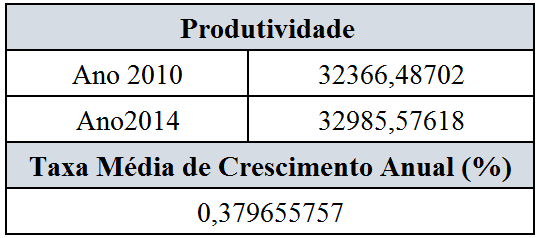 Produtividade
Ano 2010 32366,48702
Ano2014 32985,57618
Taxa Média de Crescimento Anual (%)
0,379655757